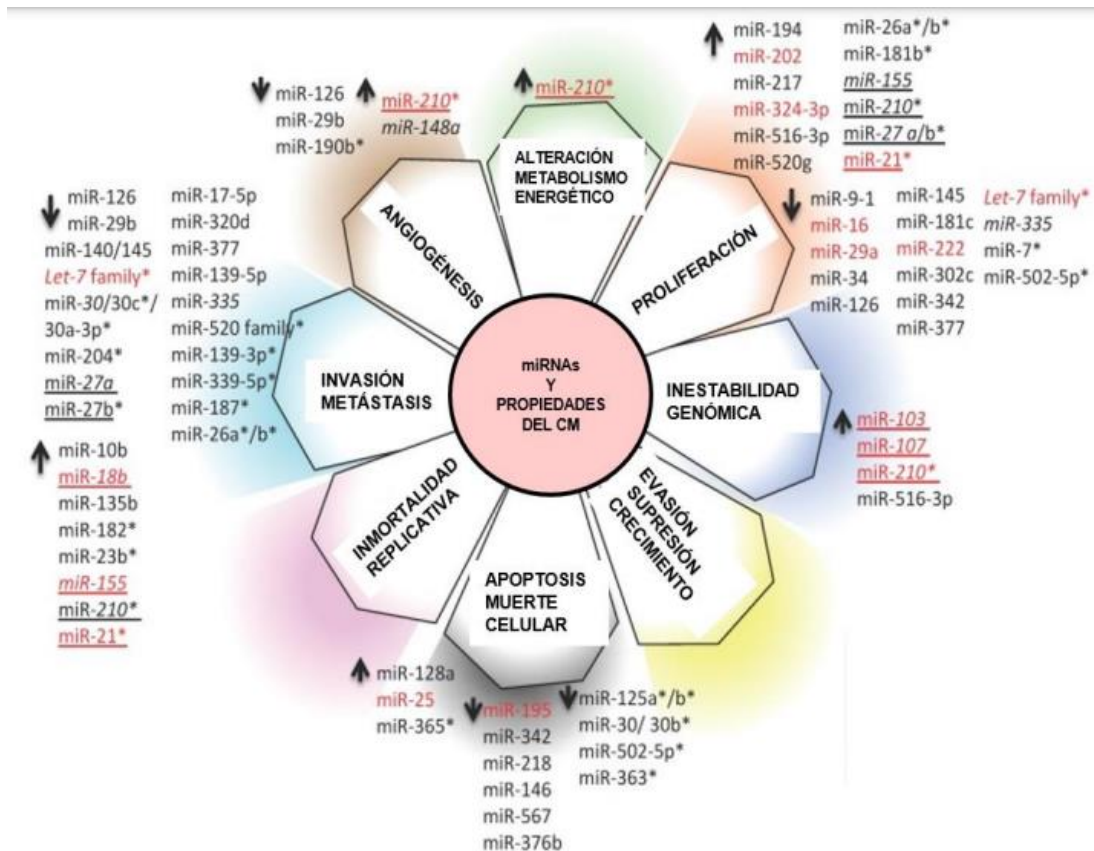 miRNAs
Y
PROPIEDADES
DEL CM
ALTERACIÓN
METABOLISMO
ENERGÉTICO
↑ miR-210*
PROLIFERACIÓN
↑ miR-194
miR-202
miR-217
miR-324-3p
miR-516-3p
miR-520g
miR-26a*/b*
miR-181b*
miR-155
miR-210*
miR-27 a/b*
miR-21*
↓ miR-9-1
miR-16
miR-29a
miR-34
miR-126
miR-145
miR-181c
miR-222
miR-302c
miR-342
miR-377
Let-7 family*
miR-335
miR-7*
miR-502-5p*
INESTABILIDAD
GENÓMICA
↑ miR-103
miR-107
miR-210*
miR-516-3p
EVASIÓN
SUPRESIÓN
CRECIMIENTO
APOPTOSIS
MUERTE
CELULAR
↑ miR-128a
miR-25
miR-365*
↓ miR-195
miR-342
miR-218
miR-146
miR-567
miR-376b
↓ miR-125a*/b*
miR-30/ 30b*
miR-502-5p*
miR-363*
INMORTALIDAD
REPLICATIVA
INVASIÓN
METÁSTASIS
↓ miR-126
miR-29b
miR-140/145
Let-7 family*
miR-30/30c*/
30a-3p*
miR-204*
miR-27a
miR-27b*
miR-17-5p
miR-320d
miR-377
miR-139-5p
miR-335
miR-520 family*
miR-139-3p*
miR-339-5p*
miR-187*
miR-26a*/b*
↑ miR-10b
miR-18b
miR-135b
miR-182*
miR-23b*
miR-155
miR-210*
miR-21*
ANGIOGÉNESIS
↓ miR-126
miR-29b
miR-190b*
↑ miR-210*
miR-148a